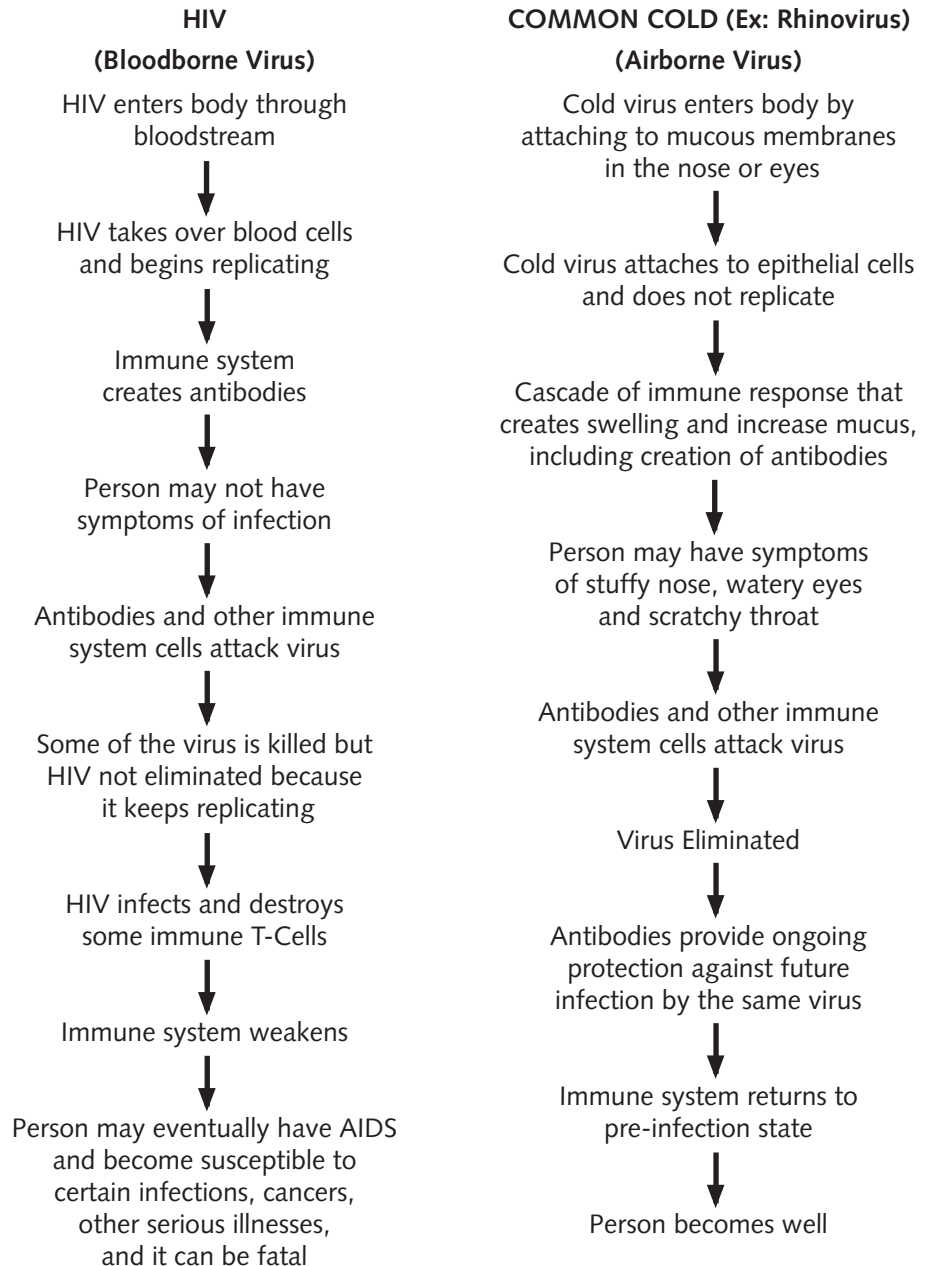 HIV
(Bloodborne Virus)
HIV enters body through
bloodstream
HIV takes over blood cells
and begins replicating
Immune system
creates antibodies
Person may not have
symptoms of infection
Antibodies and other immune
system cells attack virus
Some of the virus is killed but
HIV not eliminated because
it keeps replicating
HIV infects and destroys
some immune T-Cells
Immune system weakens
Person may eventually have AIDS
and become susceptible to
certain infections, cancers,
other serious illnesses,
and it can be fatal
COMMON COLD (Ex: Rhinovirus)
(Airborne Virus)
Cold virus enters body by
attaching to mucous membranes
in the nose or eyes
Cold virus attaches to epithelial cells
and does not replicate
Cascade of immune response that
creates swelling and increase mucus,
including creation of antibodies
Person may have symptoms
of stuffy nose, watery eyes
and scratchy throat
Antibodies and other immune
system cells attack virus
Virus Eliminated
Antibodies provide ongoing
protection against future
infection by the same virus
Immune system returns to
pre-infection state
Person becomes well